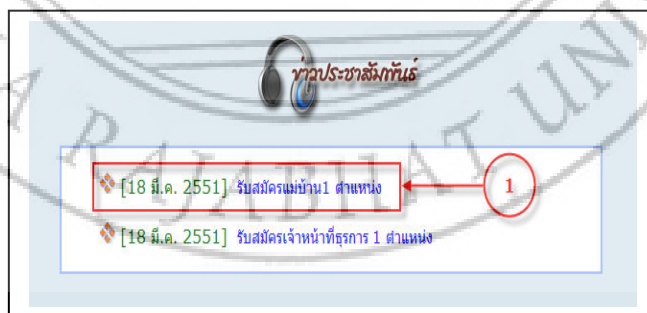 ข่าวประชาสัมพันธ์
[18 มี.ค. 2551] รับสมัครแม่บ้าน1 ตำแหน่ง
1
[18 มี.ค. 2551] รับสมัครเจ้าหน้าที่ธุรการ 1 ตำแหน่ง
RAJABHAT UNI